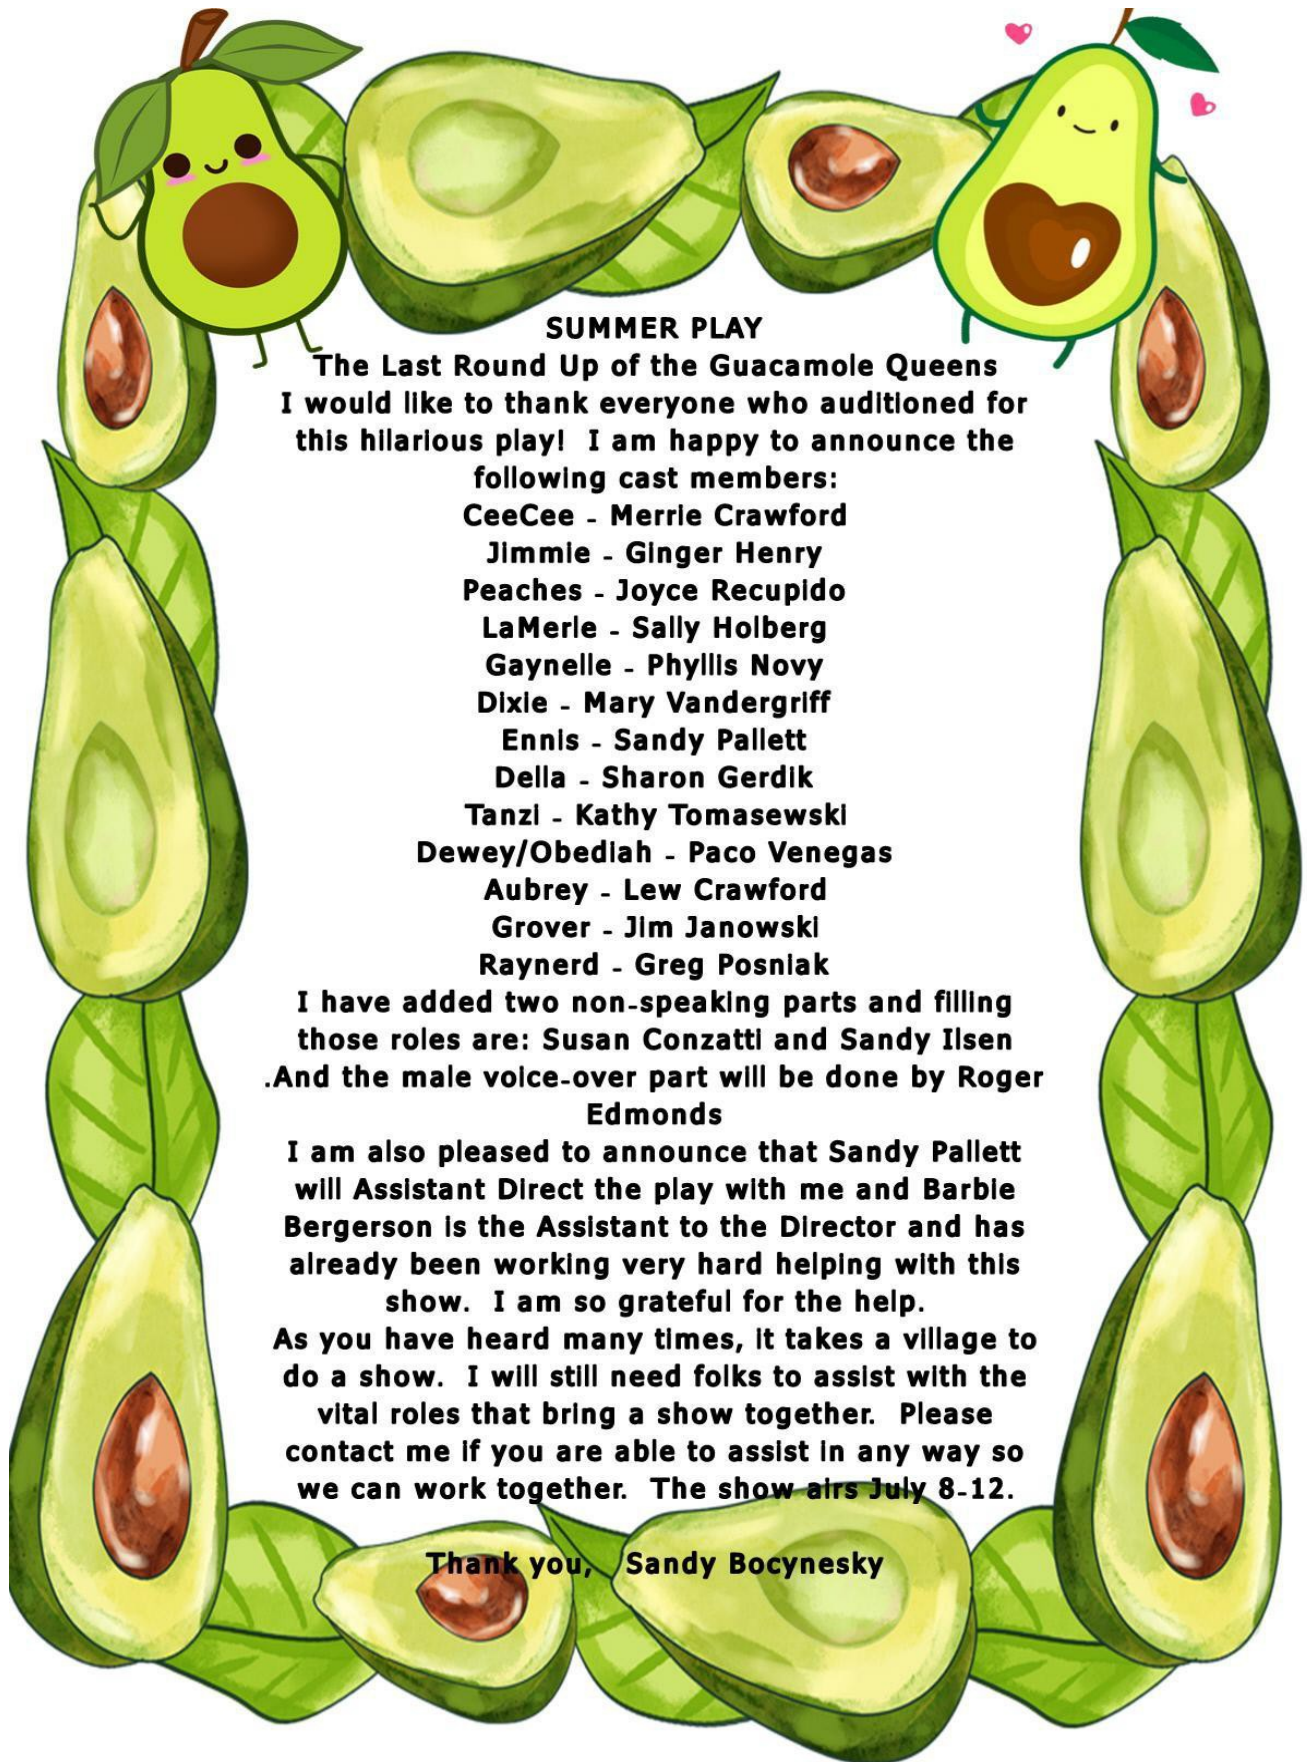 SUMMER PLAY
The Last Round Up of the Guacamole Queens
I would like to thank everyone who auditioned for
this hilarious play!  I am happy to announce the
following cast members:
CeeCee - Merrie Crawford
Jimmie - Ginger Henry
Peaches - Joyce Recupido
LaMerle - Sally Holberg
Gaynelle - Phyllis Novy
Dixie - Mary Vandergriff
Ennis - Sandy Pallett
Della - Sharon Gerdik
Tanzi - Kathy Tomasewski
Dewey/Obediah - Paco Venegas
Aubrey - Lew Crawford
Grover - Jim Janowski
Raynerd - Greg Posniak
I have added two non-speaking parts and filling
those roles are: Susan Conzatti and Sandy Ilsen
.And the male voice-over part will be done by Roger
Edmonds
I am also pleased to announce that Sandy Pallett
will Assistant Direct the play with me and Barbie
Bergerson is the Assistant to the Director and has
already been working very hard helping with this
show.  I am so grateful for the help.
As you have heard many times, it takes a village to
do a show.  I will still need folks to assist with the
vital roles that bring a show together.  Please
contact me if you are able to assist in any way so
we can work together.  The show airs July 8-12.
Thank you,   Sandy Bocynesky